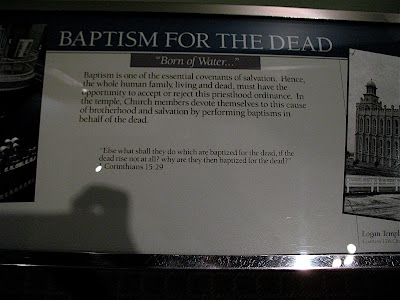 BAPTISM FOR THE DEAD
"Born of Water..."
Baptism is one of the essential covenants of salvation. Hence,
the whole human family, living and dead, must have the
opportunity to accept or reject this priesthood ordinance. In
the temple, Church members devote themselves to this cause
of brotherhood and salvation by performing baptisms in
behalf of the dead.
"Else what shall they do which are baptized for the dead, if the
dead rise not at all? why are they then baptized for the dead?"
Corinthians 15:29
Logan Templ